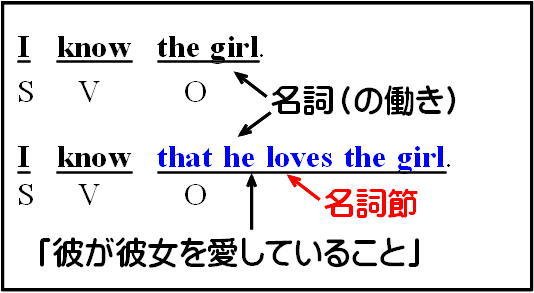 I know the girl.
S V O
名詞(の働き)
I know that he loves the girl.
S V O
名詞節
「彼が彼女を愛していること」